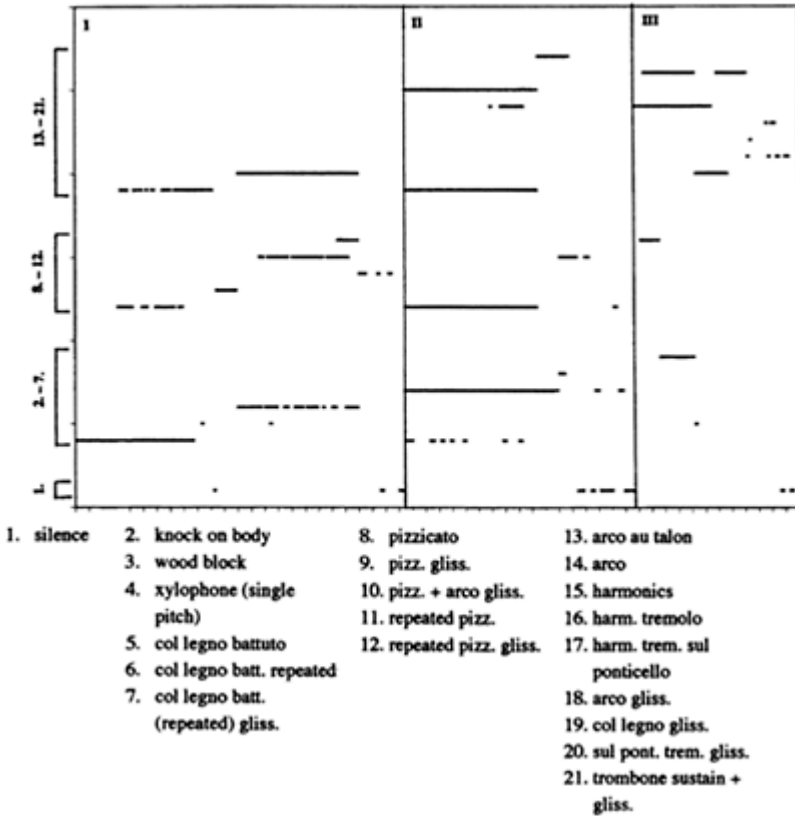 I
II
III
13. – 21.
8. – 12.
2. – 7.
1.
1. silence
2. knock on body
3. wood block
4. xylophone (single
pitch)
5. col legno battuto
6. col legno batt. repeated
7. col legno batt.
(repeated) gliss.
8. pizzicato
9. pizz. gliss.
10. pizz. + arco gliss.
11. repeated pizz.
12. repeated pizz. gliss.
13. arco au talon
14. arco
15. harmonics
16. harm. tremolo
17. harm. trem. sul
ponticello
18. arco gliss.
19. col legno gliss.
20. sul pont. trem. gliss.
21. trombone sustain +
gliss.